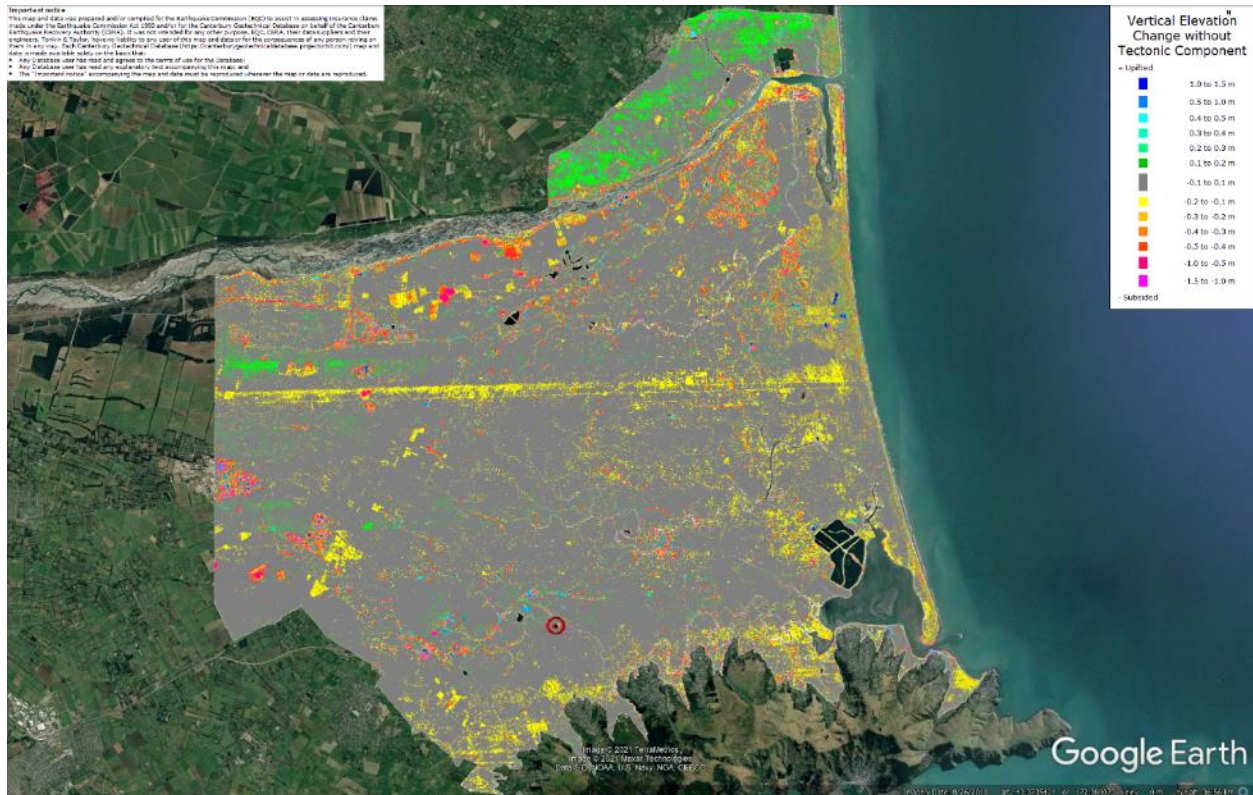 Important notice
This map and data was prepared and/or compiled for the Earthquake Commission (EQC) to assist in assessing insurance claims
made under the Earthquake Commission Act 1993 and/or for the Canterbury Geotechnical Database on behalf of the Canterbury
Earthquake Recovery Authority (CERA). It was not intended for any other purpose. EQC, CERA, their data suppliers and their
engineers, Tonkin & Taylor, have no liability to any user of this map and data or for the consequences of any person relying on
them in any way. Each Canterbury Geotechnical Database (https://canterburygeotechnicaldatabase.projectorbit.com/) map and
data is made available solely on the basis that:
• Any Database user has read and agrees to the terms of use for the Database;
• Any Database user has read any explanatory text accompanying this map; and
• The "Important notice" accompanying the map and data must be reproduced wherever the map or data are reproduced.
N
Vertical Elevation
Change without
Tectonic Component
+ Uplifted
1.0 to 1.5 m
0.5 to 1.0 m
0.4 to 0.5 m
0.3 to 0.4 m
0.2 to 0.3 m
0.1 to 0.2 m
-0.1 to 0.1 m
-0.2 to -0.1 m
-0.3 to -0.2 m
-0.4 to -0.3 m
-0.5 to -0.4 m
-1.0 to -0.5 m
-1.5 to -1.0 m
- Subsided
Image © 2021 TerraMetrics
Image © 2021 Maxar Technologies
Data SIO, NOAA, U.S. Navy, NGA, GEBCO
Google Earth
Imagery Date: